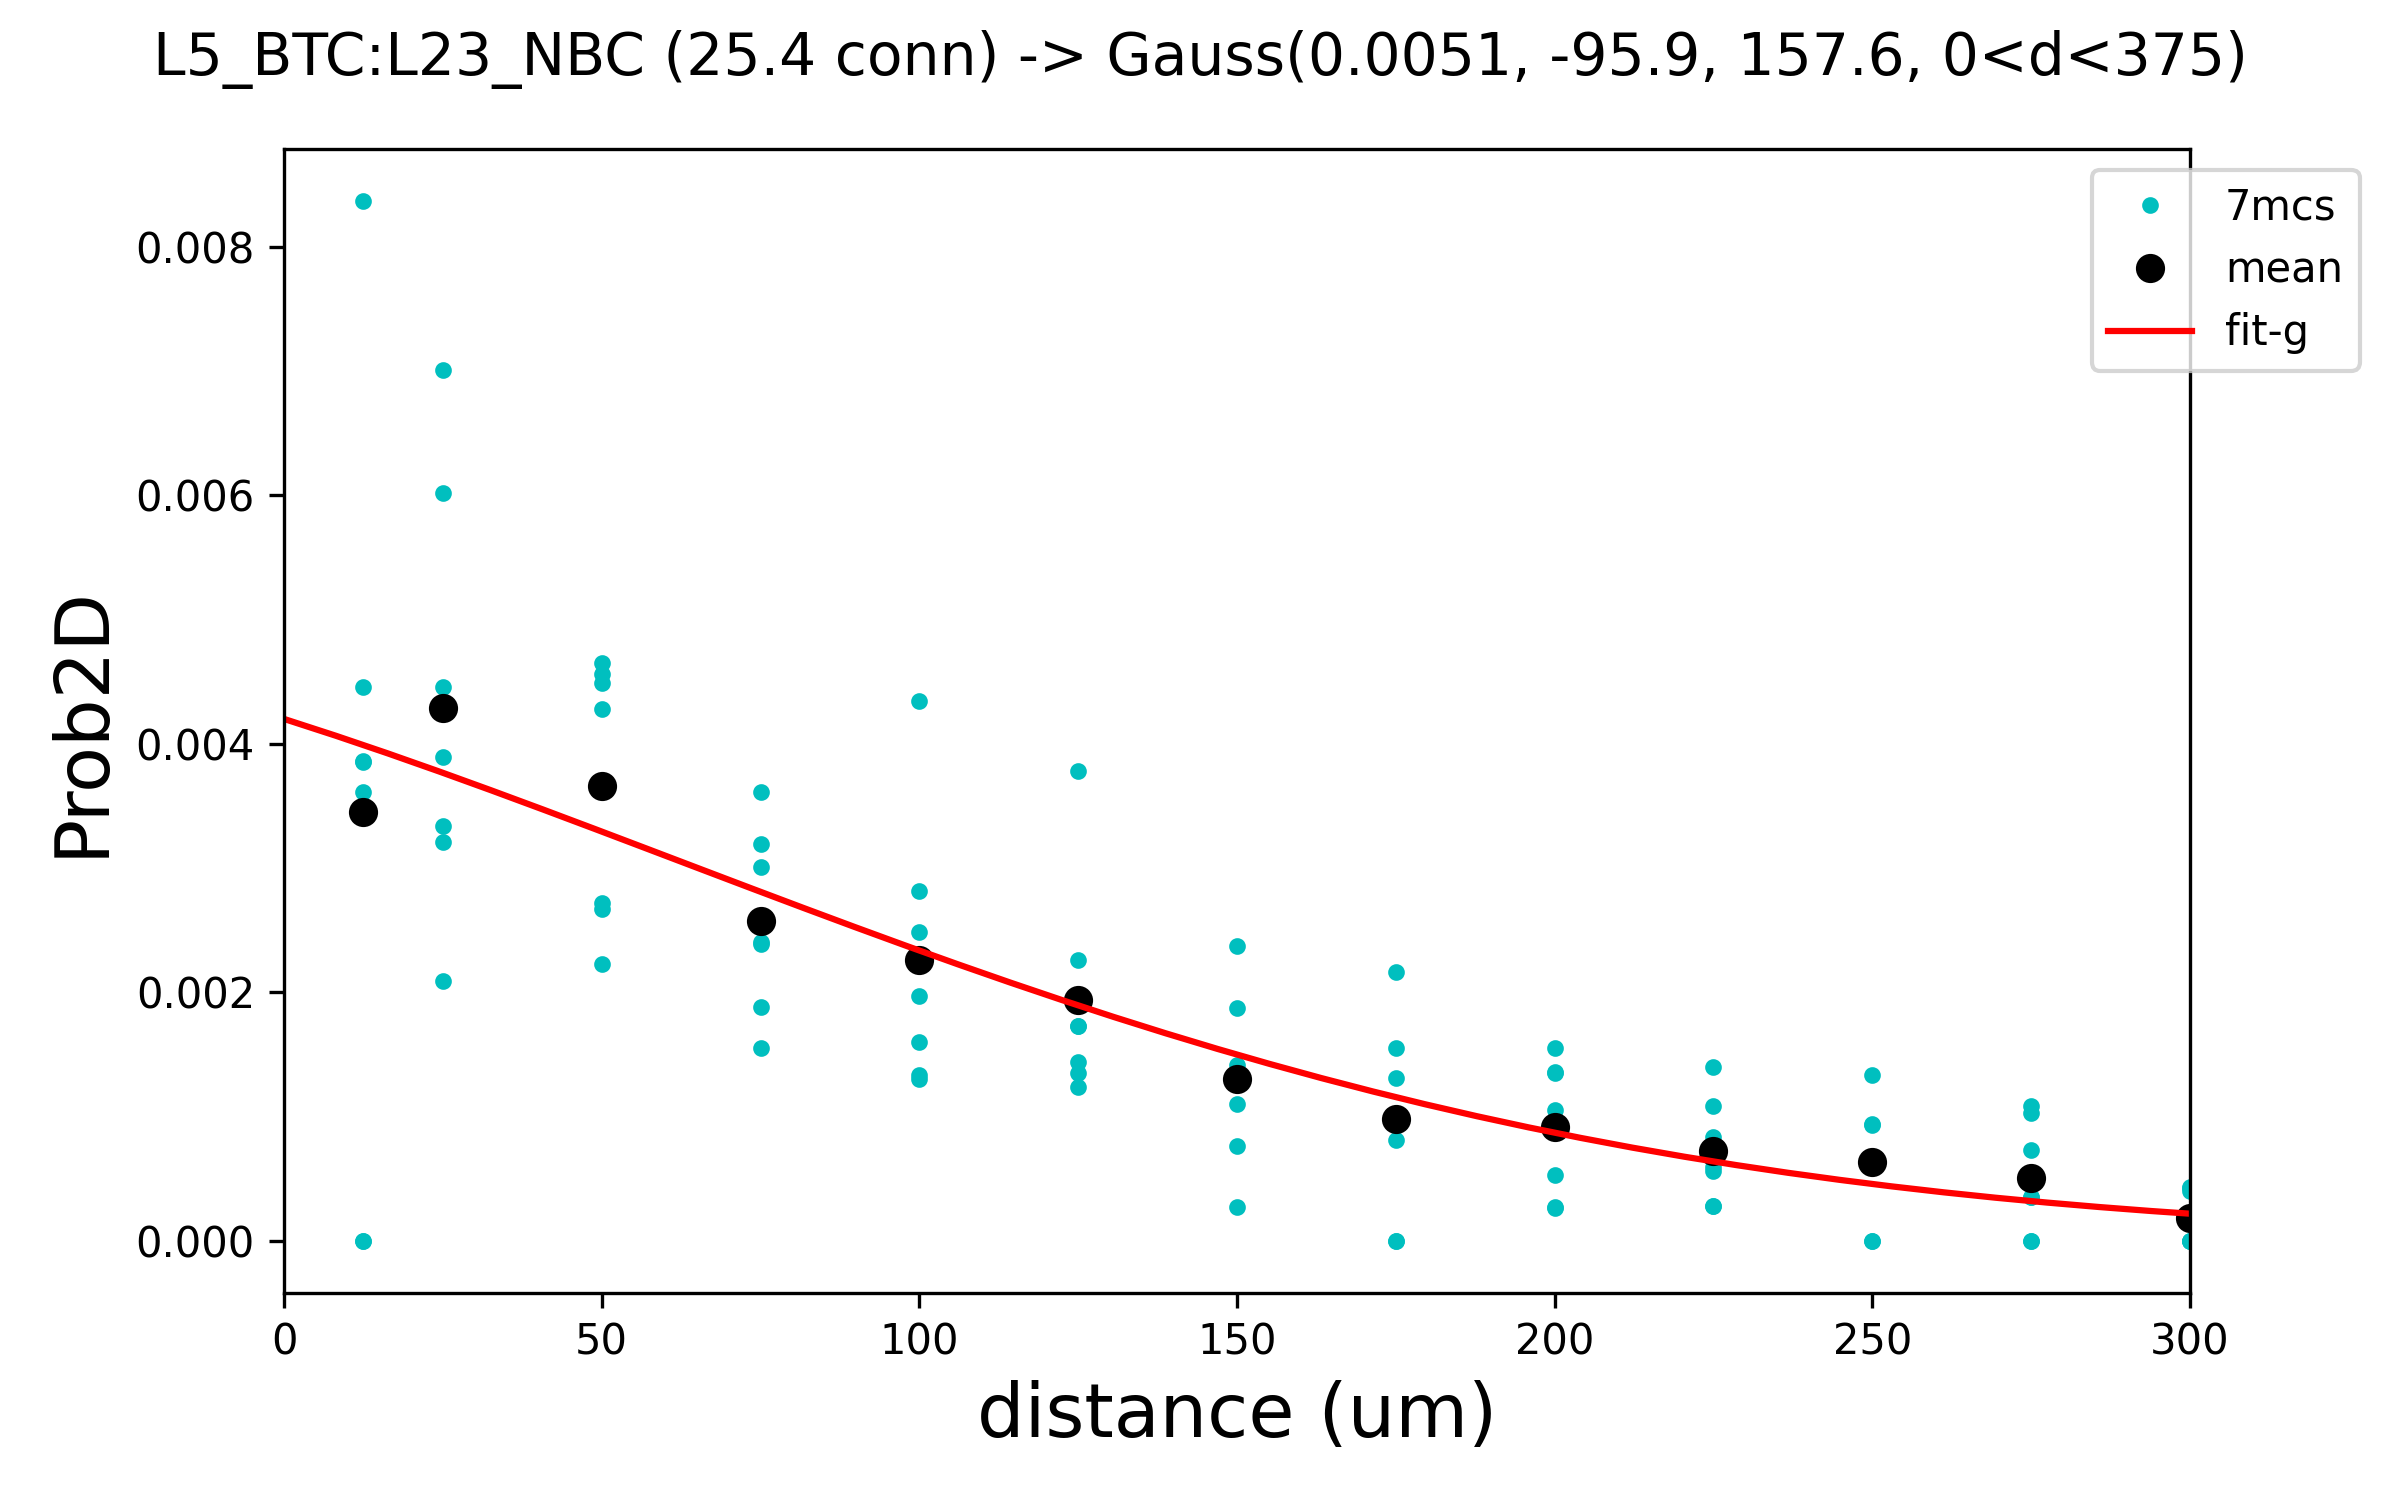 L5_BTC:L23_NBC (25.4 conn) -> Gauss(0.0051, -95.9, 157.6, 0<d<375)
7mcs
mean
fit-g
Prob2D
0.008
0.006
0.004
0.002
0.000
0 50 100 150 200 250 300
distance (um)